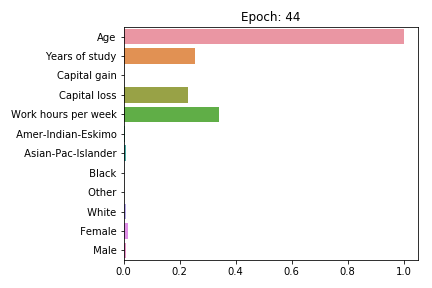 Epoch: 44
Age
Years of study
Capital gain
Capital loss
Work hours per week
Amer-Indian-Eskimo
Asian-Pac-Islander
Black
Other
White
Female
Male
0.0 0.2 0.4 0.6 0.8 1.0